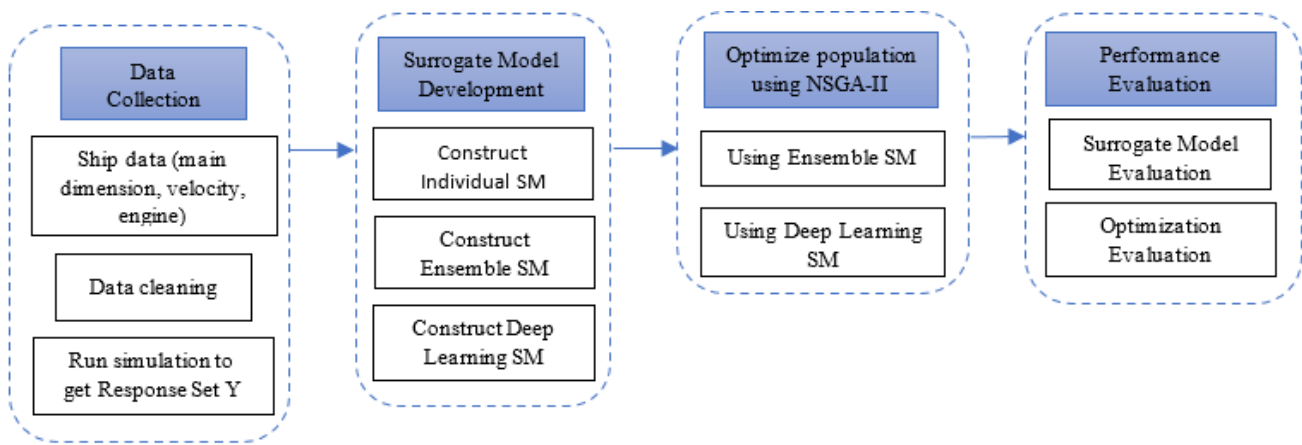 Data
Collection
Ship data (main
dimension, velocity,
engine)
Data cleaning
Run simulation to
get Response Set Y
Surrogate Model
Development
Construct
Individual SM
Construct
Ensemble SM
Construct Deep
Learning SM
Optimize population
using NSGA-II
Using Ensemble SM
Using Deep Learning
SM
Performance
Evaluation
Surrogate Model
Evaluation
Optimization
Evaluation